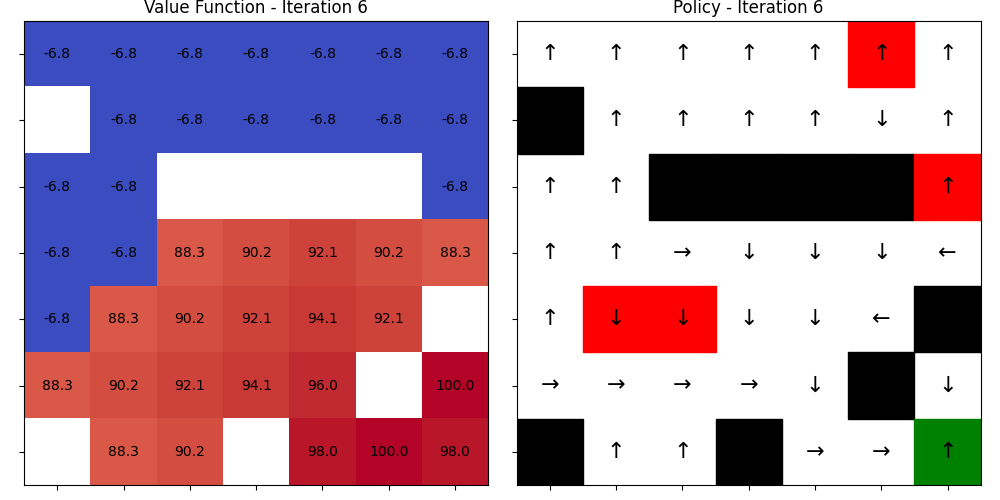 Value Function - Iteration 6
-6.8 -6.8 -6.8 -6.8 -6.8 -6.8 -6.8
-6.8 -6.8 -6.8 -6.8 -6.8 -6.8
-6.8 -6.8 -6.8
-6.8 -6.8 88.3 90.2 92.1 90.2 88.3
-6.8 88.3 90.2 92.1 94.1 92.1
88.3 90.2 92.1 94.1 96.0 100.0
88.3 90.2 98.0 100.0 98.0
Policy - Iteration 6
↑ ↑ ↑ ↑ ↑ ↑ ↑
↑ ↑ ↑ ↑ ↓ ↑
↑ ↑ ↑
↑ ↑ → ↓ ↓ ↓ ←
↑ ↓ ↓ ↓ ↓ ←
→ → → → ↓ ↓
↑ ↑ → → ↑